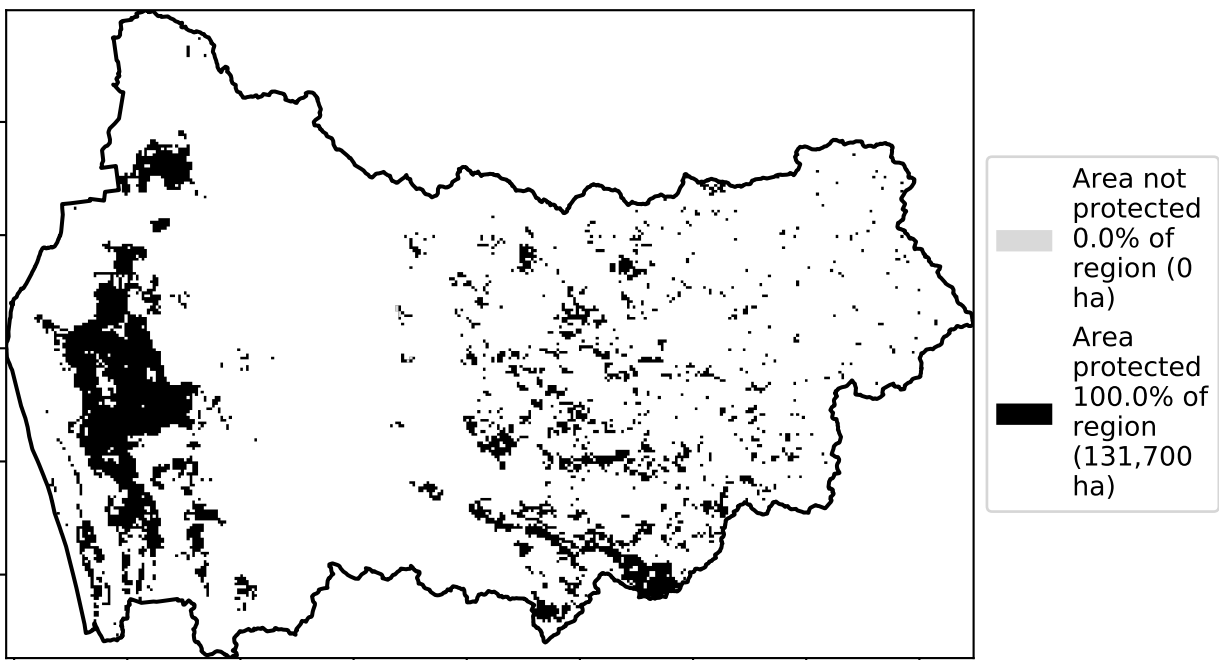 Area not
protected
0.0% of
region (0
ha)
Area
protected
100.0% of
region
(131,700
ha)